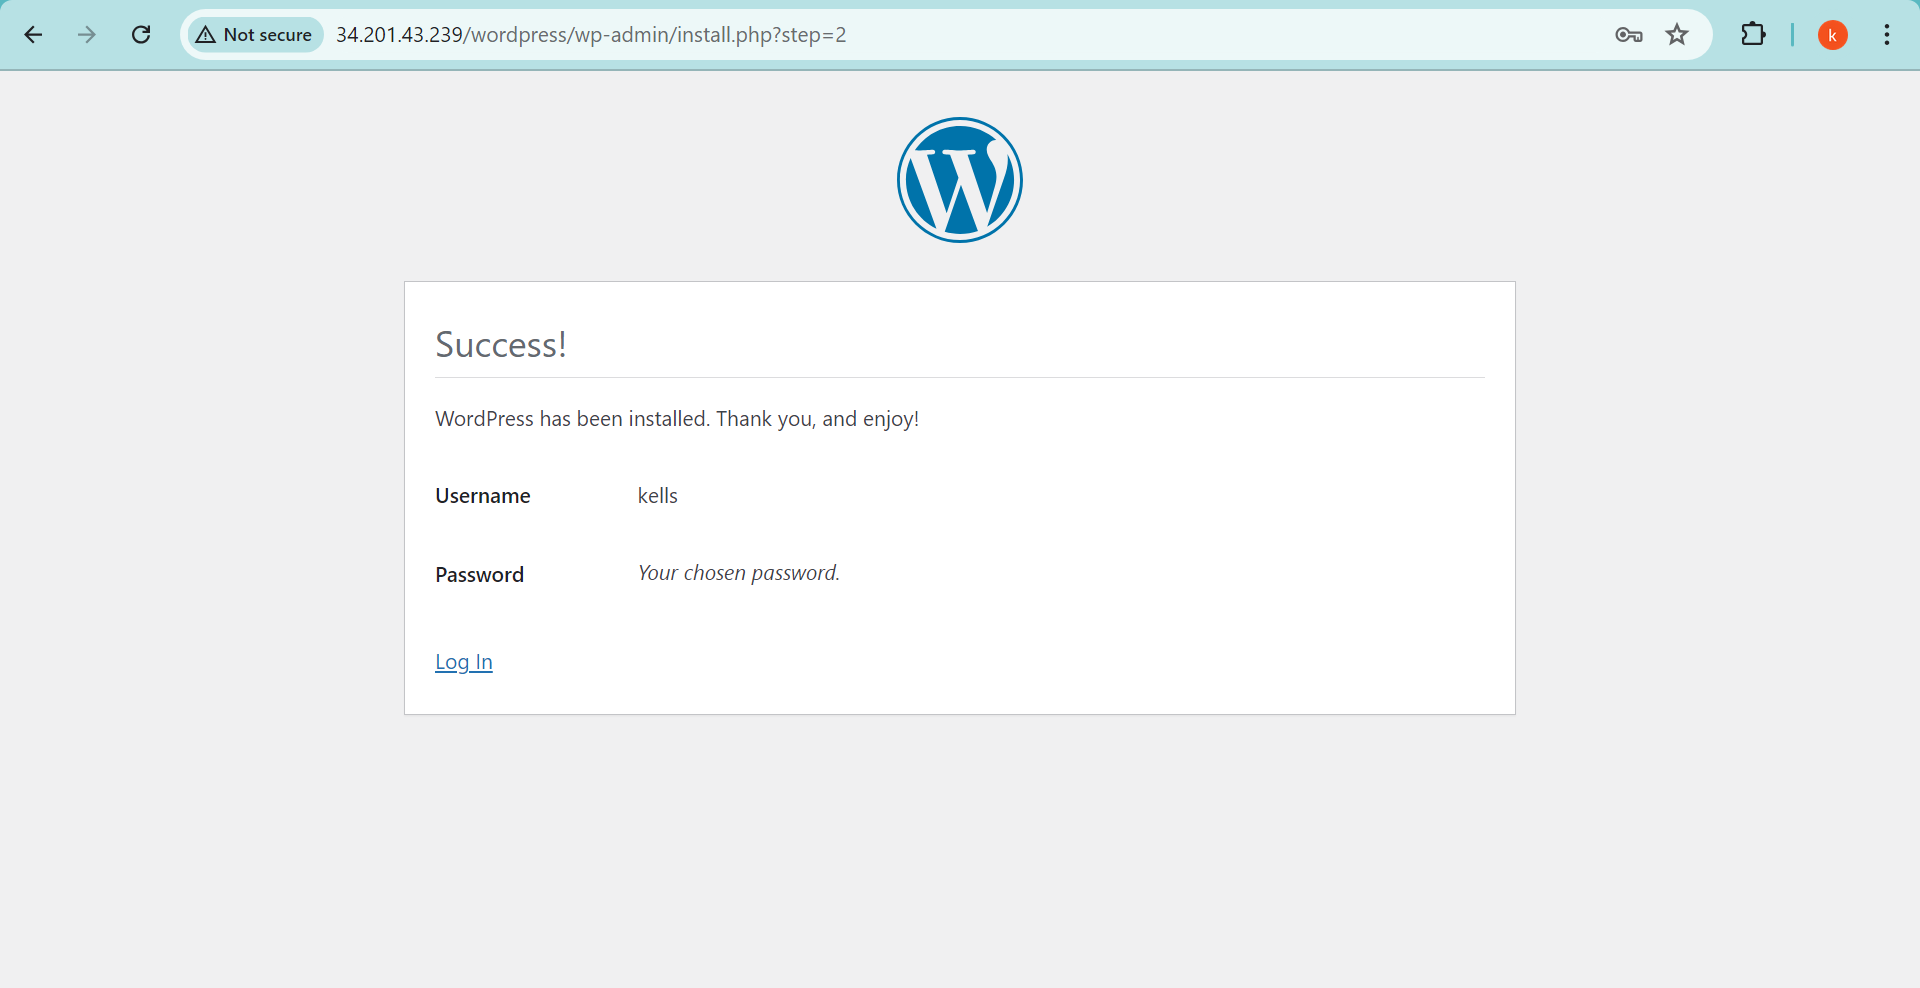 Not secure 34.201.43.239/wordpress/wp-admin/install.php?step=2
k
W
Success!
WordPress has been installed. Thank you, and enjoy!
Username kells
Password Your chosen password.
Log In